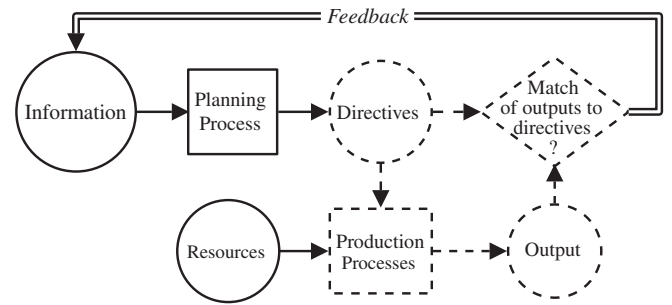 Feedback
Information
Planning
Process
Directives
Match
of outputs to
directives
?
Resources
Production
Processes
Output